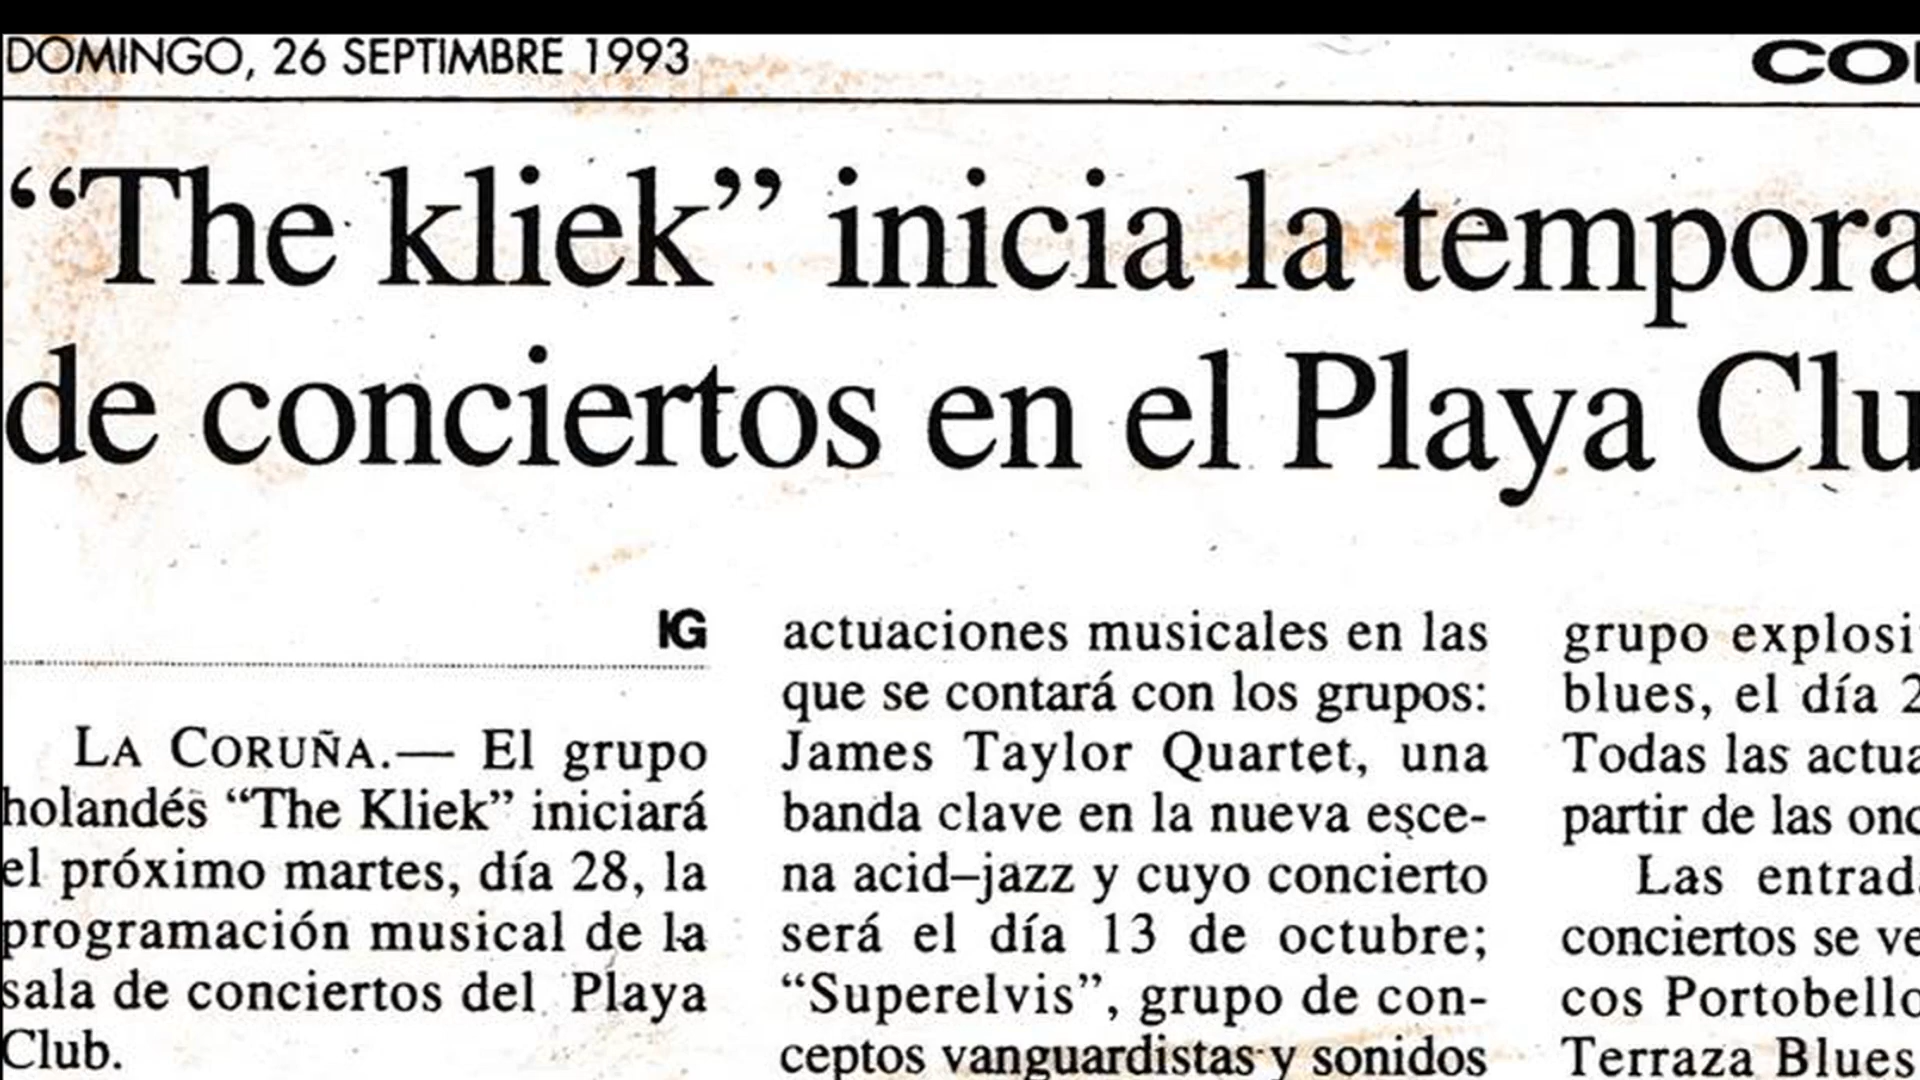 DOMINGO, 26 SEPTIMBRE 1993
“The kliek” inicia la tempora
de conciertos en el Playa Clu
IG
LA CORUÑA.— El grupo
holandés “The Kliek” iniciará
el próximo martes, día 28, la
programación musical de la
sala de conciertos del Playa
Club.
actuaciones musicales en las
que se contará con los grupos:
James Taylor Quartet, una
banda clave en la nueva esce-
na acid–jazz y cuyo concierto
será el día 13 de octubre;
“Superelvis”, grupo de con-
ceptos vanguardistas y sonidos
grupo explosi
blues, el día 2
Todas las actua
partir de las onc
Las entrada
conciertos se ve
cos Portobello
Terraza Blues